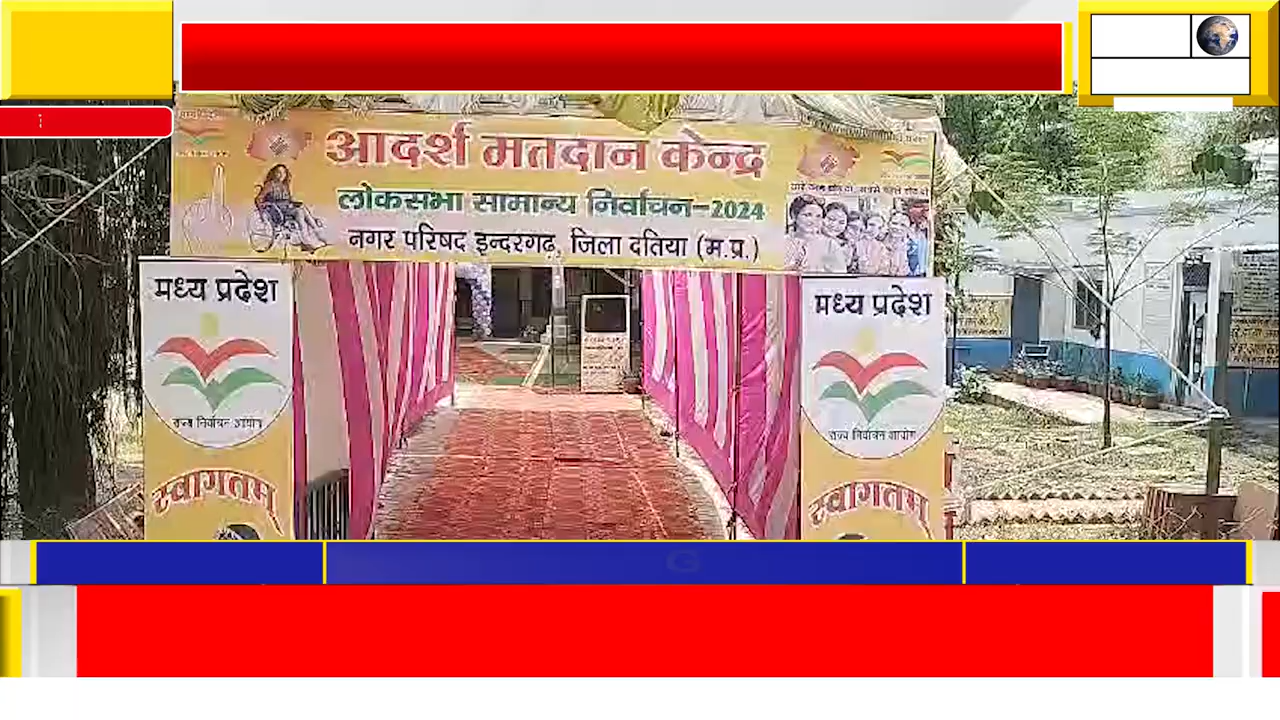 आदर्श मतदान केन्द्र
लोकसभा सामान्य निर्वाचन-2024
नगर परिषद इन्दरगढ़, जिला दतिया (म.प्र.)
मध्य प्रदेश
राज्य निर्वाचन आयोग
स्वागतम्
मध्य प्रदेश
राज्य निर्वाचन आयोग
स्वागतम्